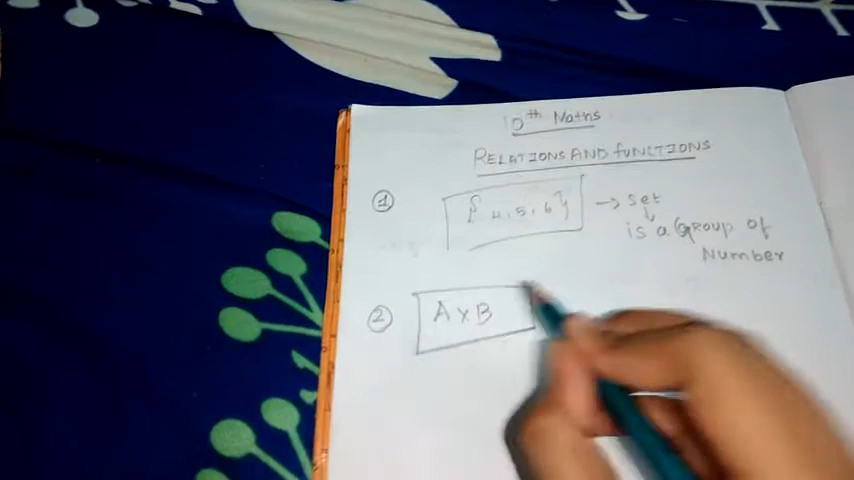 10th Maths
RELATIONS AND fUNCTIONS
① {4, 5, 6} → Set
↓
is a Group of
Number
② A x B